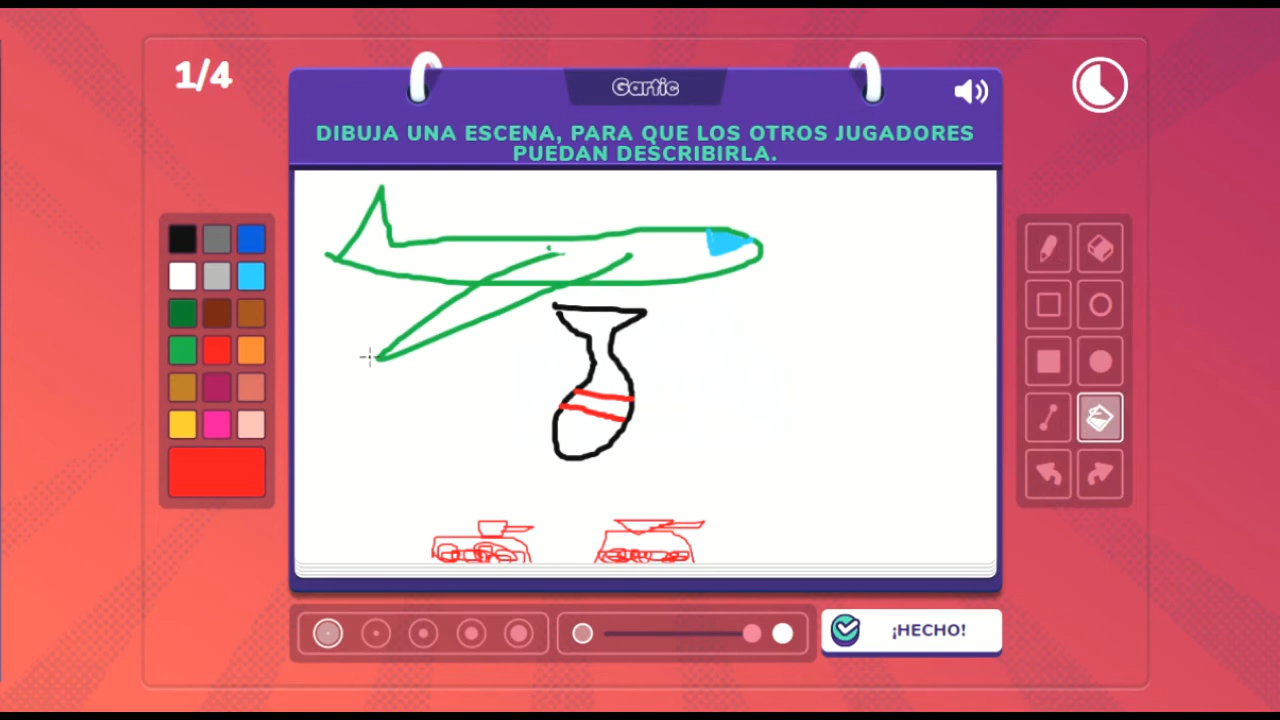 1/4
Gartic
DIBUJA UNA ESCENA, PARA QUE LOS OTROS JUGADORES
PUEDAN DESCRIBIRLA.
¡HECHO!